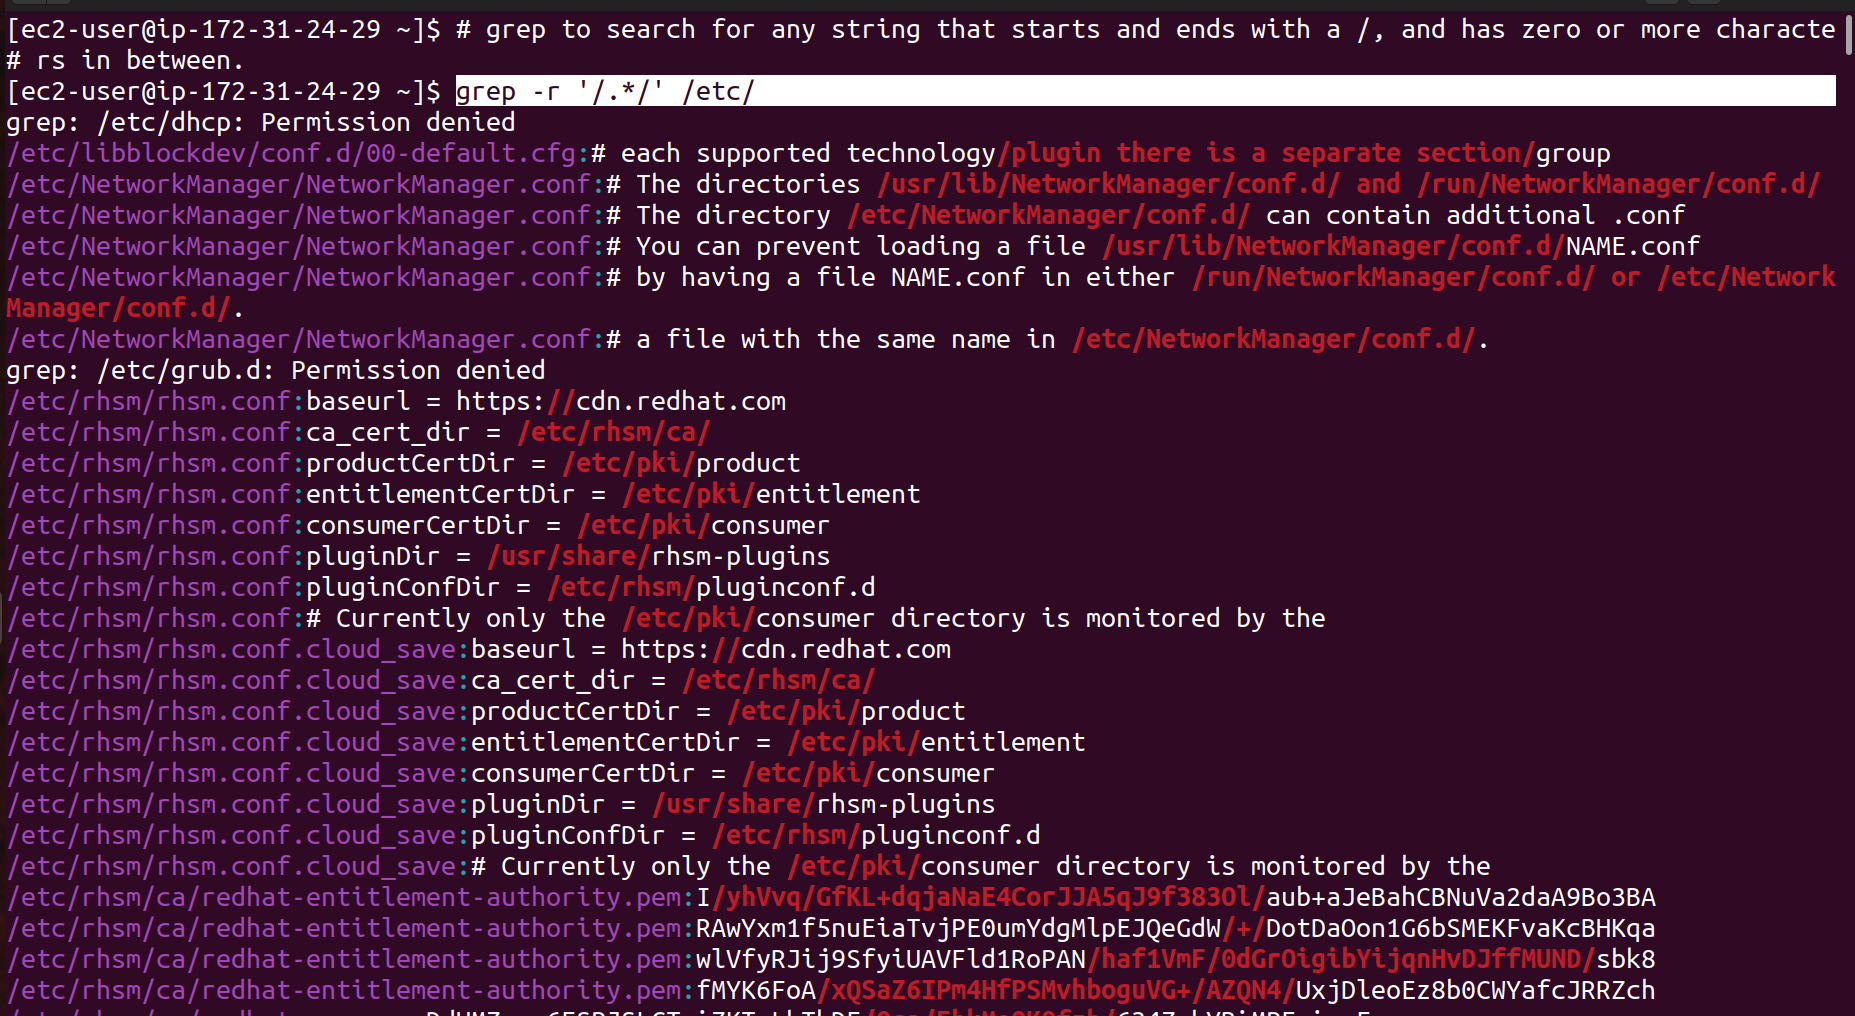 [ec2-user@ip-172-31-24-29 ~]$ # grep to search for any string that starts and ends with a /, and has zero or more characte
# rs in between.
[ec2-user@ip-172-31-24-29 ~]$ grep -r '/.*/' /etc/
grep: /etc/dhcp: Permission denied
/etc/libblockdev/conf.d/00-default.cfg:# each supported technology/plugin there is a separate section/group
/etc/NetworkManager/NetworkManager.conf:# The directories /usr/lib/NetworkManager/conf.d/ and /run/NetworkManager/conf.d/
/etc/NetworkManager/NetworkManager.conf:# The directory /etc/NetworkManager/conf.d/ can contain additional .conf
/etc/NetworkManager/NetworkManager.conf:# You can prevent loading a file /usr/lib/NetworkManager/conf.d/NAME.conf
/etc/NetworkManager/NetworkManager.conf:# by having a file NAME.conf in either /run/NetworkManager/conf.d/ or /etc/Network
Manager/conf.d/.
/etc/NetworkManager/NetworkManager.conf:# a file with the same name in /etc/NetworkManager/conf.d/.
grep: /etc/grub.d: Permission denied
/etc/rhsm/rhsm.conf:baseurl = https://cdn.redhat.com
/etc/rhsm/rhsm.conf:ca_cert_dir = /etc/rhsm/ca/
/etc/rhsm/rhsm.conf:productCertDir = /etc/pki/product
/etc/rhsm/rhsm.conf:entitlementCertDir = /etc/pki/entitlement
/etc/rhsm/rhsm.conf:consumerCertDir = /etc/pki/consumer
/etc/rhsm/rhsm.conf:pluginDir = /usr/share/rhsm-plugins
/etc/rhsm/rhsm.conf:pluginConfDir = /etc/rhsm/pluginconf.d
/etc/rhsm/rhsm.conf:# Currently only the /etc/pki/consumer directory is monitored by the
/etc/rhsm/rhsm.conf.cloud_save:baseurl = https://cdn.redhat.com
/etc/rhsm/rhsm.conf.cloud_save:ca_cert_dir = /etc/rhsm/ca/
/etc/rhsm/rhsm.conf.cloud_save:productCertDir = /etc/pki/product
/etc/rhsm/rhsm.conf.cloud_save:entitlementCertDir = /etc/pki/entitlement
/etc/rhsm/rhsm.conf.cloud_save:consumerCertDir = /etc/pki/consumer
/etc/rhsm/rhsm.conf.cloud_save:pluginDir = /usr/share/rhsm-plugins
/etc/rhsm/rhsm.conf.cloud_save:pluginConfDir = /etc/rhsm/pluginconf.d
/etc/rhsm/rhsm.conf.cloud_save:# Currently only the /etc/pki/consumer directory is monitored by the
/etc/rhsm/ca/redhat-entitlement-authority.pem:I/yhVvq/GfKL+dqjaNaE4CorJJA5qJ9f383Ol/aub+aJeBahCBNuVa2daA9Bo3BA
/etc/rhsm/ca/redhat-entitlement-authority.pem:RAwYxm1f5nuEiaTvjPE0umYdgMlpEJQeGdW/+/DotDaOon1G6bSMEKFvaKcBHKqa
/etc/rhsm/ca/redhat-entitlement-authority.pem:wlVfyRJij9SfyiUAVFld1RoPAN/haf1VmF/0dGrOigibYijqnHvDJffMUND/sbk8
/etc/rhsm/ca/redhat-entitlement-authority.pem:fMYK6FoA/xQSaZ6IPm4HfPSMvhboguVG+/AZQN4/UxjDleoEz8b0CWYafcJRRZch